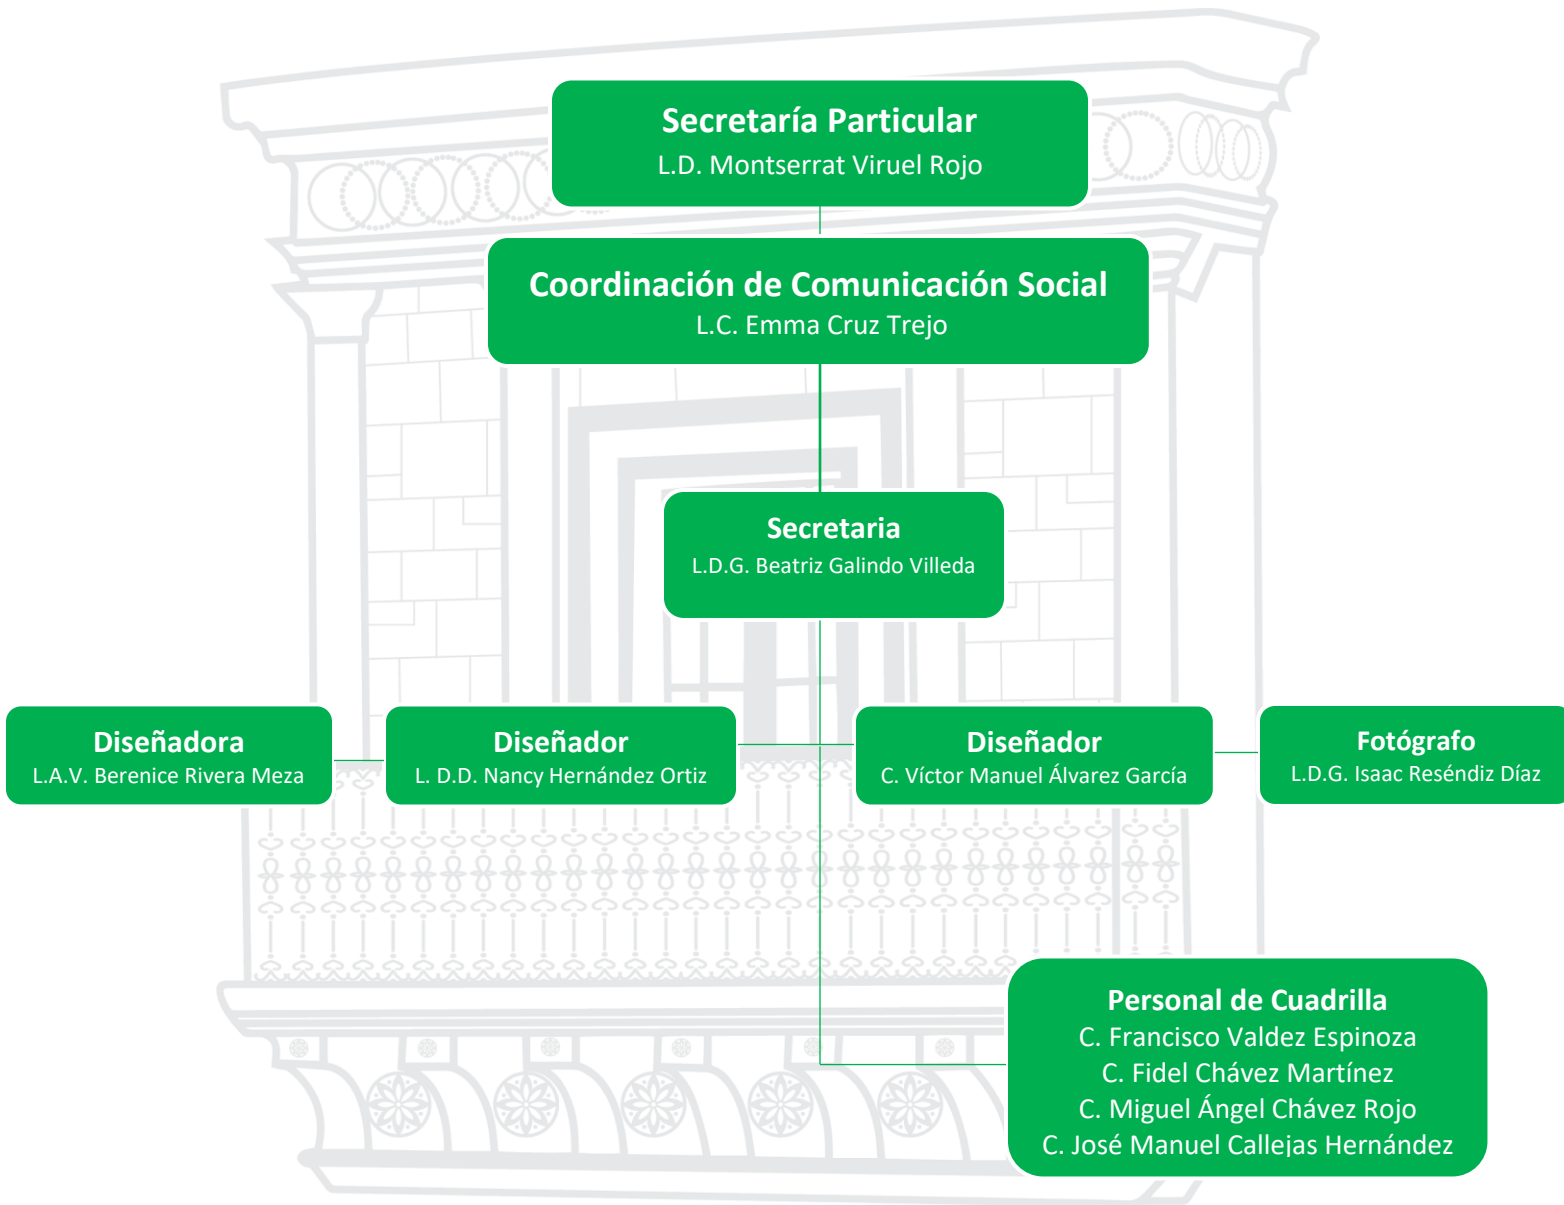 Secretaría Particular
L.D. Montserrat Viruel Rojo
Coordinación de Comunicación Social
L.C. Emma Cruz Trejo
Secretaria
L.D.G. Beatriz Galindo Villeda
Diseñadora
L.A.V. Berenice Rivera Meza
Diseñador
L. D.D. Nancy Hernández Ortiz
Diseñador
C. Víctor Manuel Álvarez García
Fotógrafo
L.D.G. Isaac Reséndiz Díaz
Personal de Cuadrilla
C. Francisco Valdez Espinoza
C. Fidel Chávez Martínez
C. Miguel Ángel Chávez Rojo
C. José Manuel Callejas Hernández